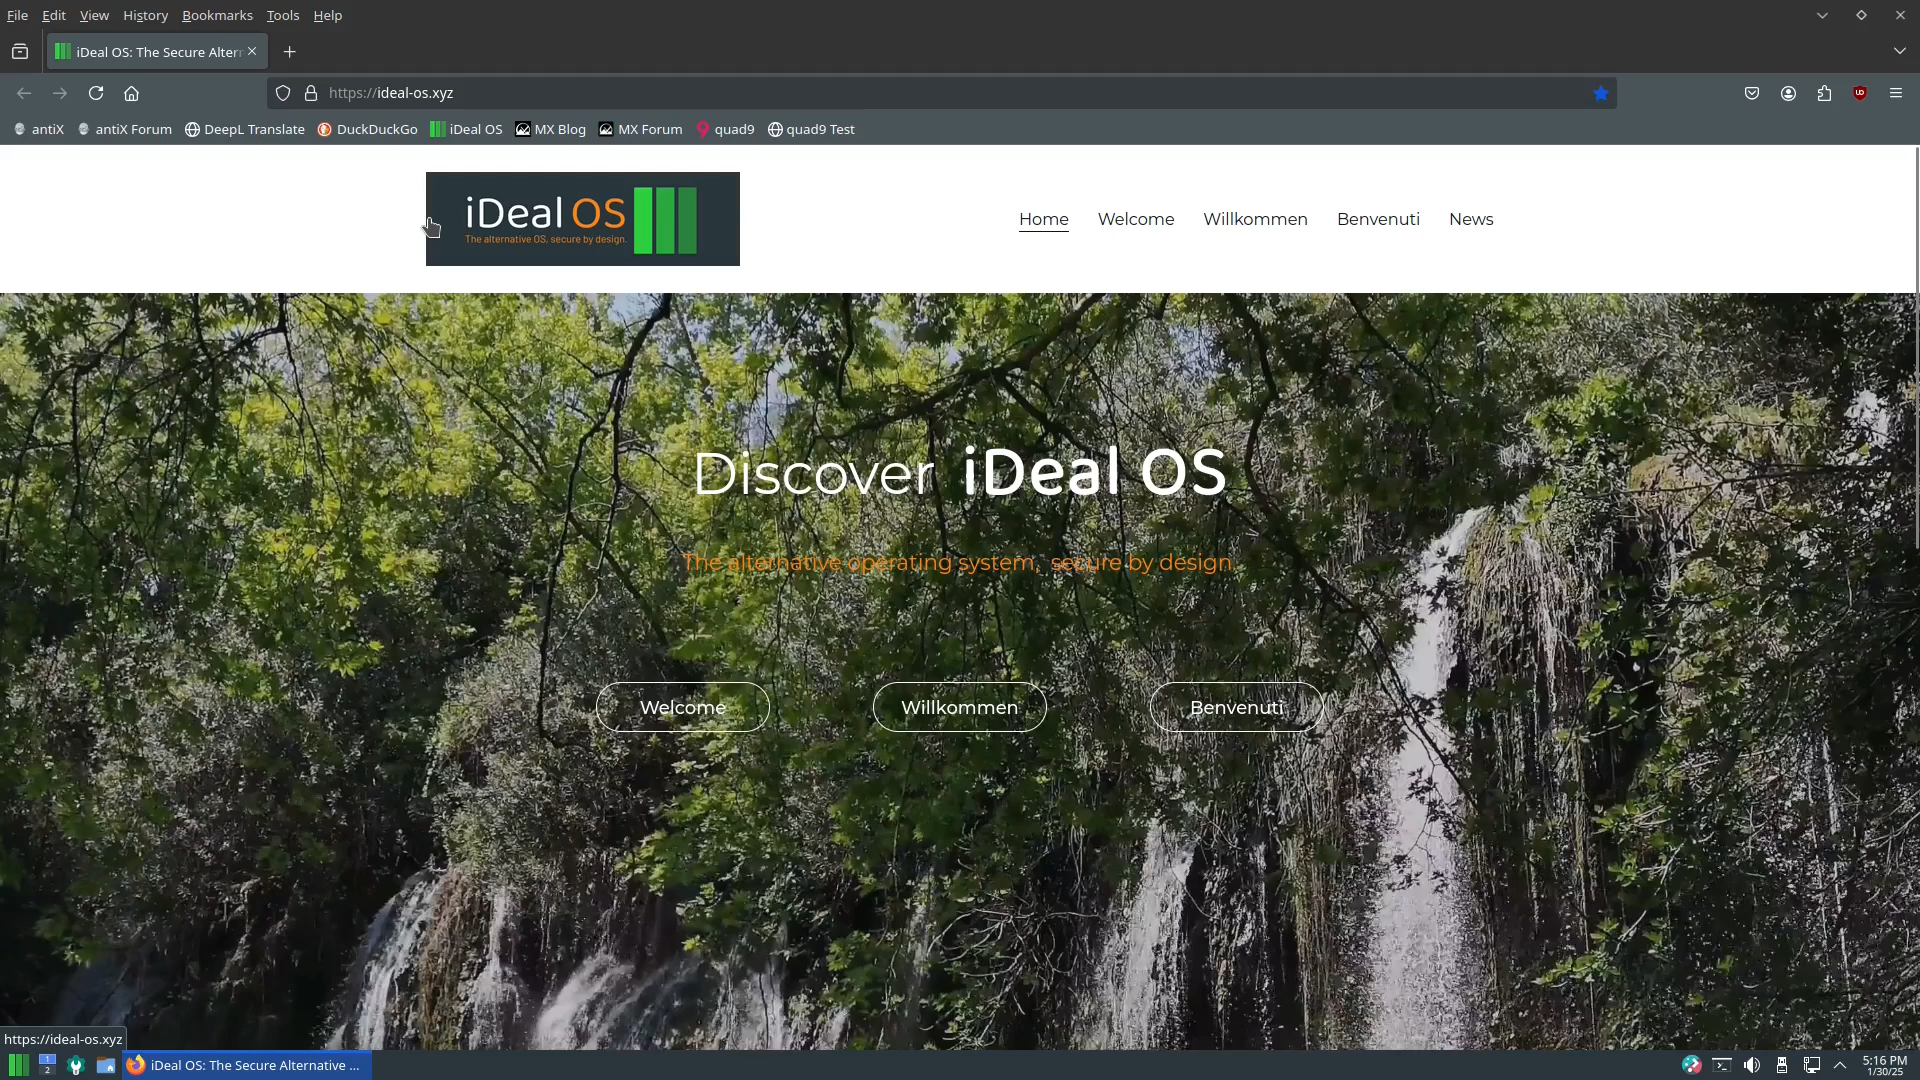 File Edit View History Bookmarks Tools Help
iDeal OS: The Secure Altern
https://ideal-os.xyz
antiX antiX Forum DeepL Translate DuckDuckGo iDeal OS MX Blog MX Forum quad9 quad9 Test
iDeal OS
The alternative OS, secure by design.
Home Welcome Willkommen Benvenuti News
Discover iDeal OS
The alternative operating system, secure by design.
Welcome Willkommen Benvenuti
https://ideal-os.xyz
1
2
iDeal OS: The Secure Alternative ...
5:16 PM
1/30/25